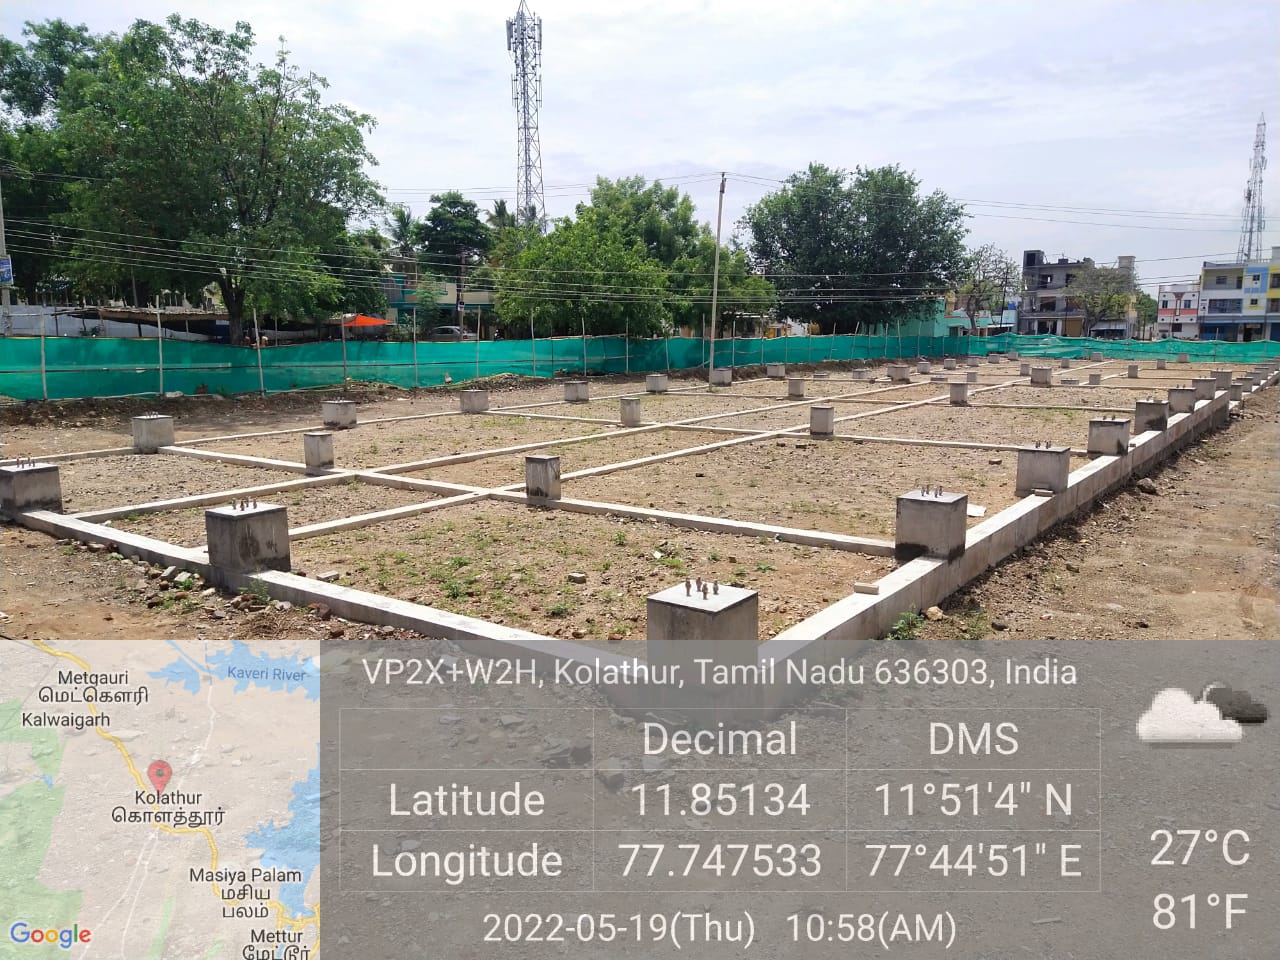 Metqauri
மெட்கௌரி
Kalwaigarh
Kaveri River
Kolathur
கொளத்தூர்
Masiya Palam
மசிய
பலம்
Mettur
மேட்டூர்
Google
VP2X+W2H, Kolathur, Tamil Nadu 636303, India
Decimal DMS
Latitude 11.85134 11°51'4" N
Longitude 77.747533 77°44'51" E
2022-05-19(Thu) 10:58(AM)
27°C
81°F